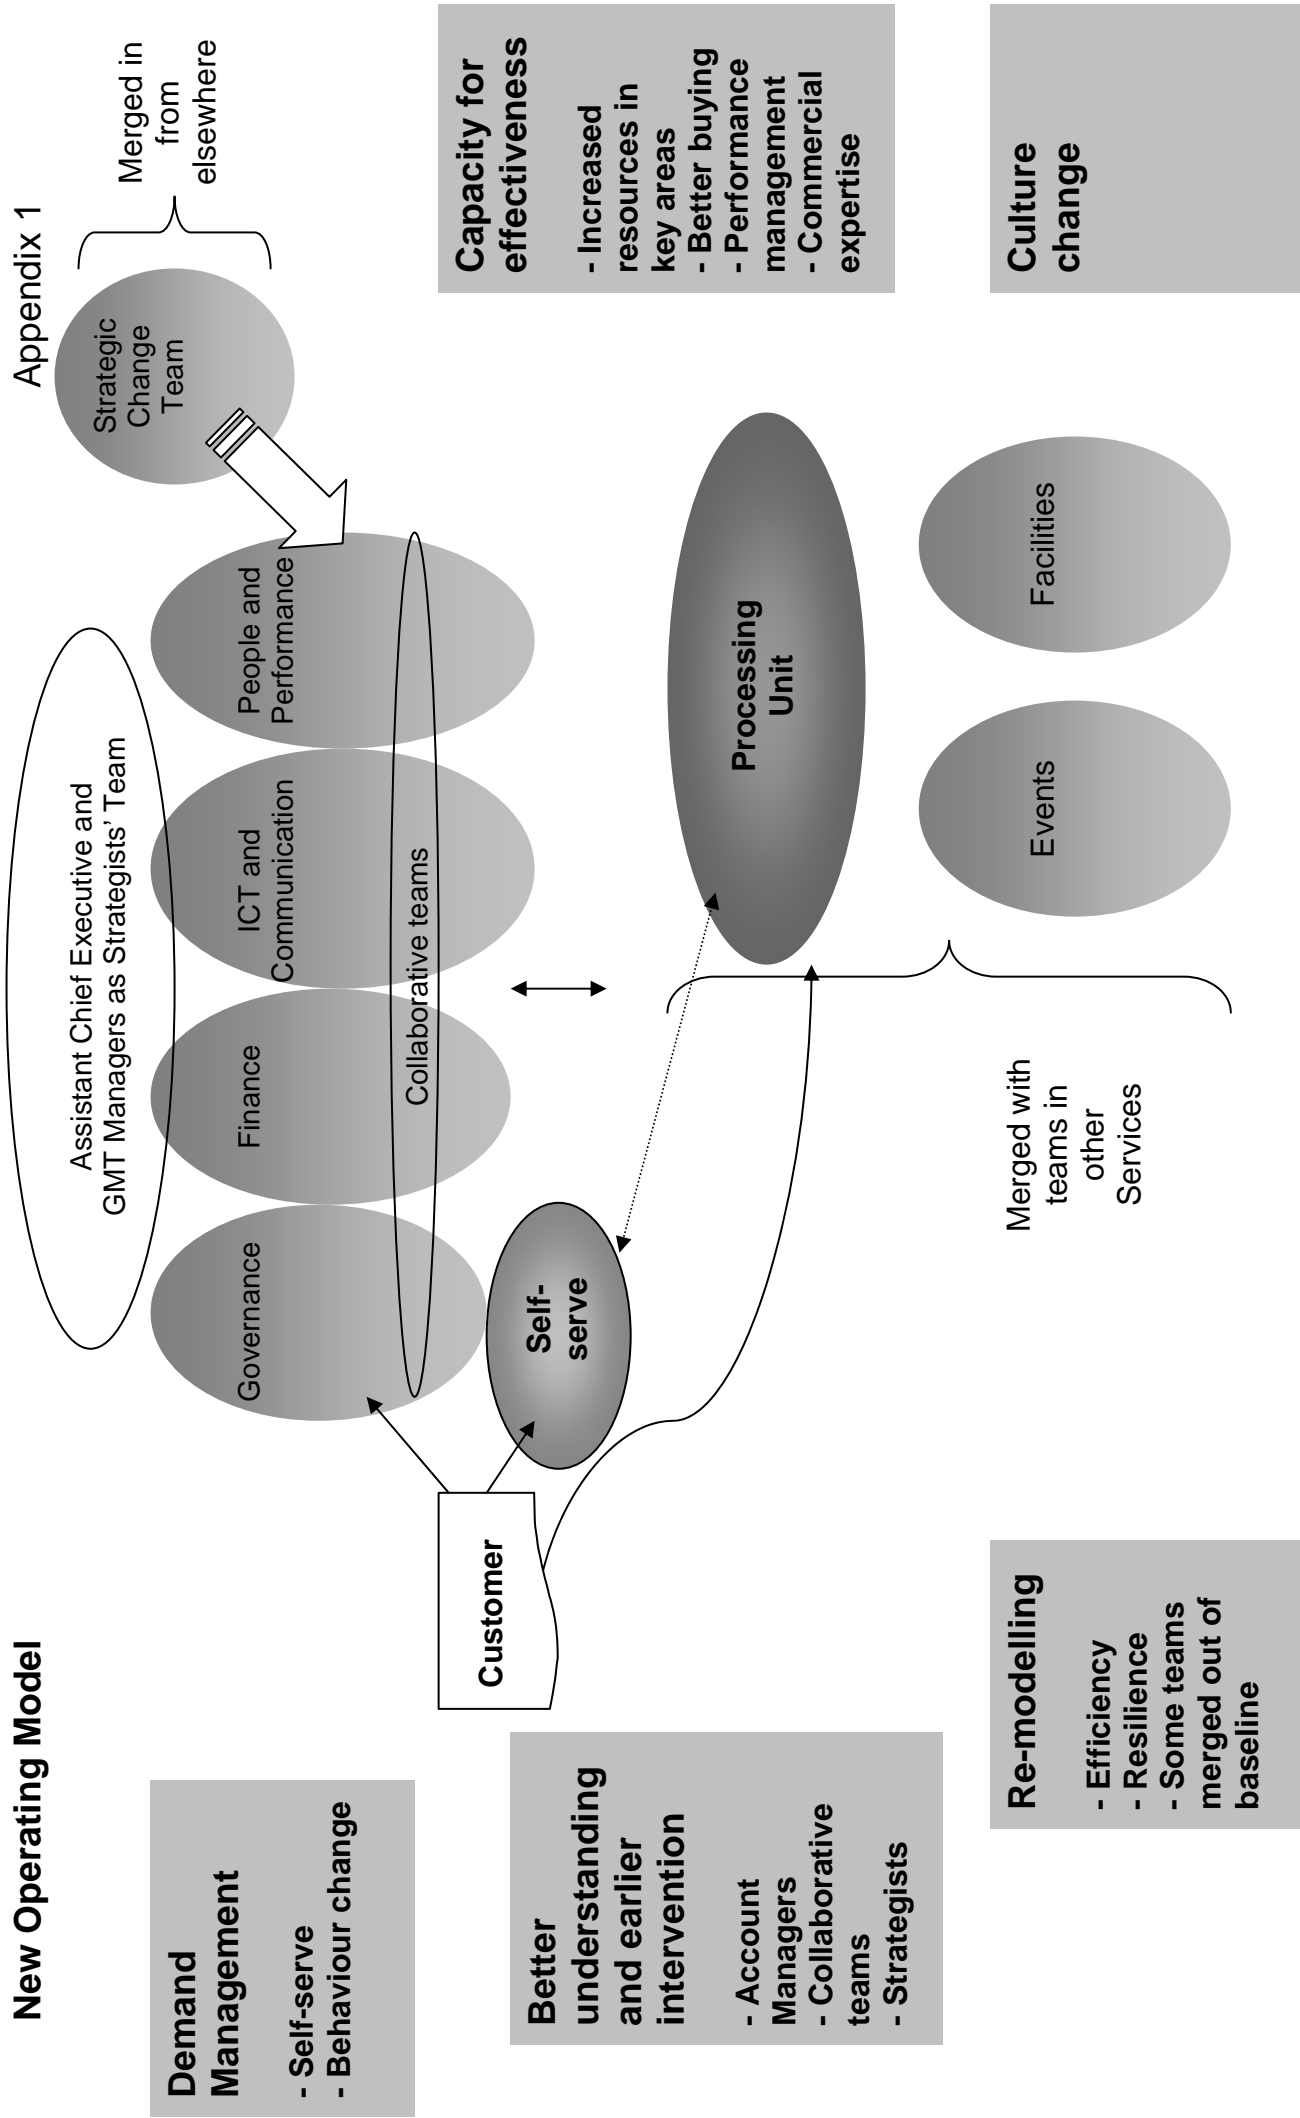 New Operating Model
Appendix 1
Assistant Chief Executive and
GMT Managers as Strategists’ Team
Strategic
Change
Team
Merged in
from
elsewhere
Demand
Management
- Self-serve
- Behaviour change
Governance
Finance
ICT and
Communication
People and
Performance
Collaborative teams
Customer
Self-
serve
Capacity for
effectiveness
- Increased
resources in
key areas
- Better buying
- Performance
management
- Commercial
expertise
Better
understanding
and earlier
intervention
- Account
Managers
- Collaborative
teams
- Strategists
Processing
Unit
Merged with
teams in
other
Services
Events
Facilities
Re-modelling
- Efficiency
- Resilience
- Some teams
merged out of
baseline
Culture
change